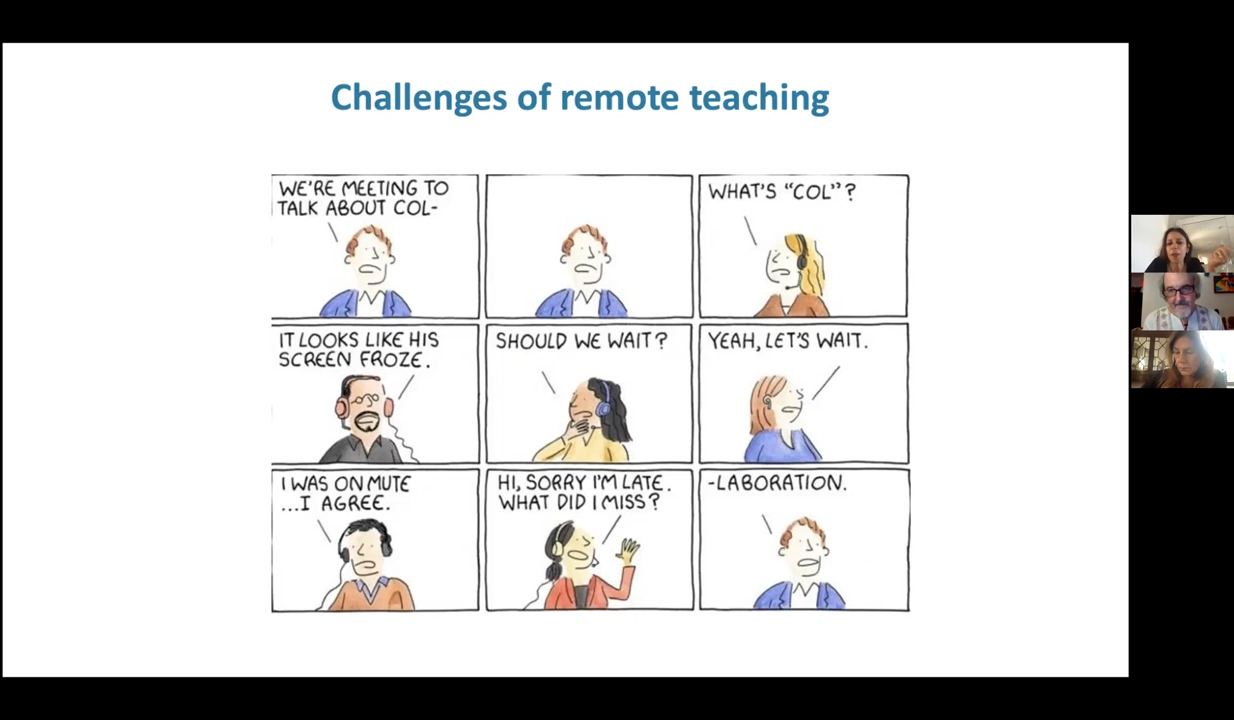 Challenges of remote teaching
WE'RE MEETING TO
TALK ABOUT COL-
WHAT'S "COL"?
IT LOOKS LIKE HIS
SCREEN FROZE.
SHOULD WE WAIT?
YEAH, LET'S WAIT.
I WAS ON MUTE
...I AGREE.
HI, SORRY I'M LATE.
WHAT DID I MISS?
-LABORATION.